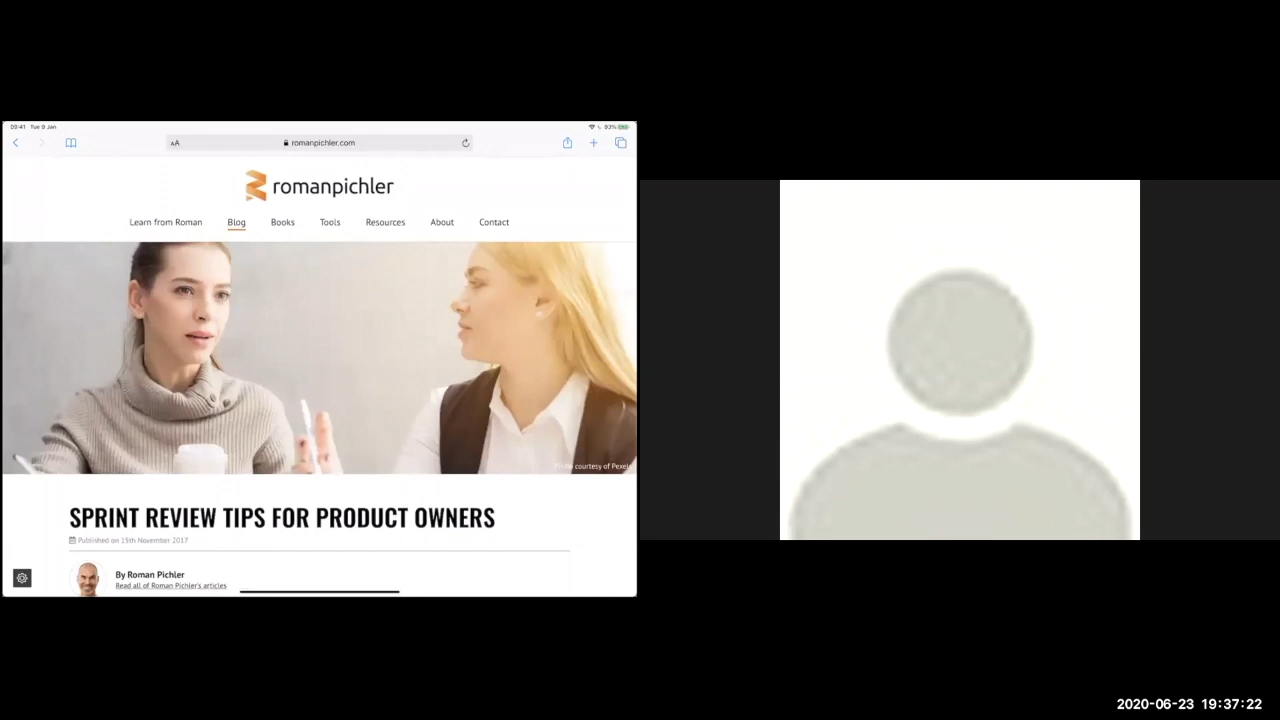 09:41 Tue 9 Jan
93%
AA
romanpichler.com
romanpichler
Learn from Roman Blog Books Tools Resources About Contact
Photo courtesy of Pexels
SPRINT REVIEW TIPS FOR PRODUCT OWNERS
Published on 15th November 2017
By Roman Pichler
Read all of Roman Pichler's articles
2020-06-23 19:37:22